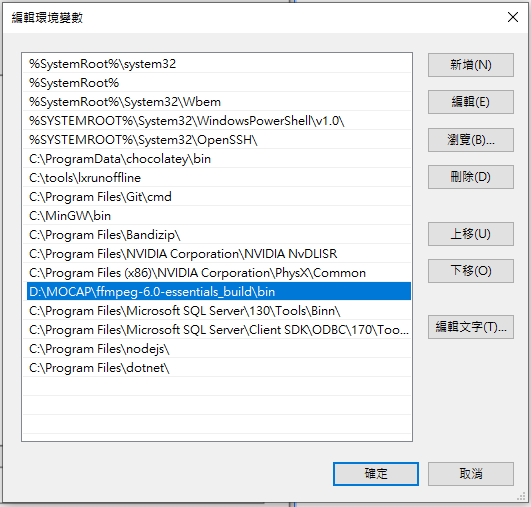 編輯環境變數
%SystemRoot%\system32
%SystemRoot%
%SystemRoot%\System32\Wbem
%SYSTEMROOT%\System32\WindowsPowerShell\v1.0\
%SYSTEMROOT%\System32\OpenSSH\
C:\ProgramData\chocolatey\bin
C:\tools\lxrunoffline
C:\Program Files\Git\cmd
C:\MinGW\bin
C:\Program Files\Bandizip\
C:\Program Files\NVIDIA Corporation\NVIDIA NvDLISR
C:\Program Files (x86)\NVIDIA Corporation\PhysX\Common
D:\MOCAP\ffmpeg-6.0-essentials_build\bin
C:\Program Files\Microsoft SQL Server\130\Tools\Binn\
C:\Program Files\Microsoft SQL Server\Client SDK\ODBC\170\Too...
C:\Program Files\nodejs\
C:\Program Files\dotnet\
新增(N)
編輯(E)
瀏覽(B)...
刪除(D)
上移(U)
下移(O)
編輯文字(T)...
確定
取消